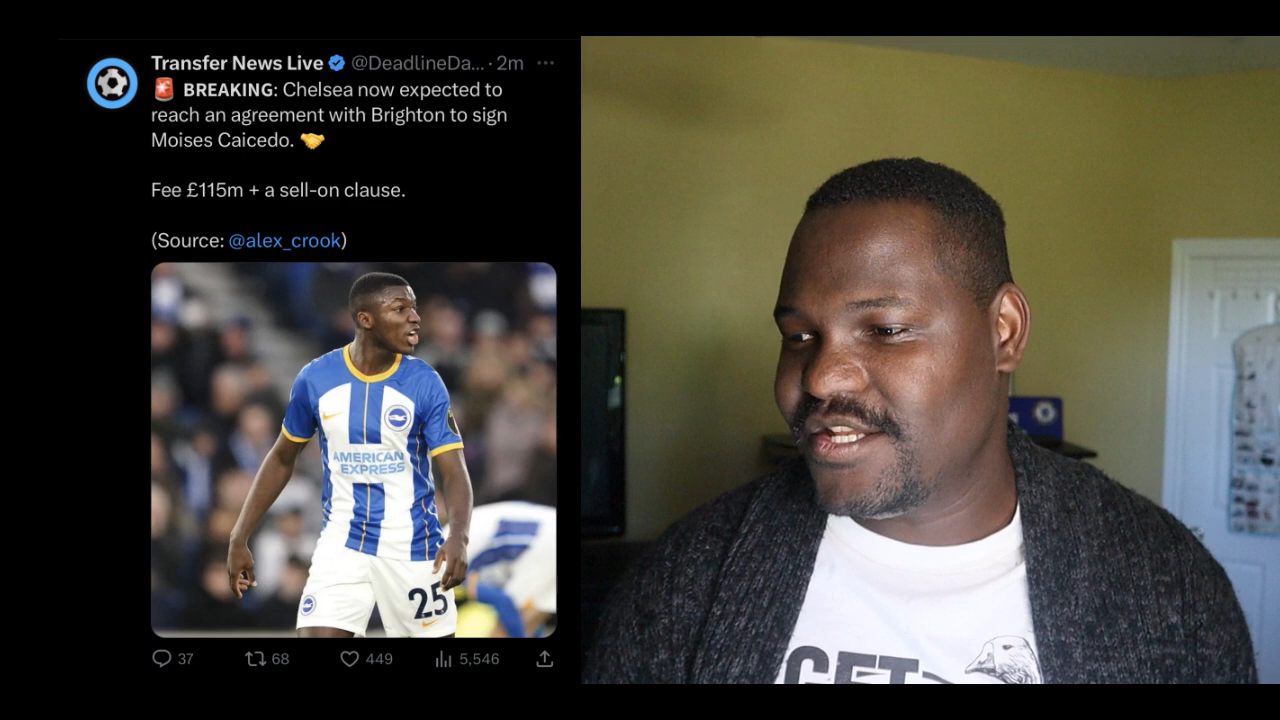 Transfer News Live @DeadlineDa... · 2m
🚨 BREAKING: Chelsea now expected to
reach an agreement with Brighton to sign
Moises Caicedo. 🤝
Fee £115m + a sell-on clause.
(Source: @alex_crook)
AMERICAN
EXPRESS
25
37 68 449 5,546
GET